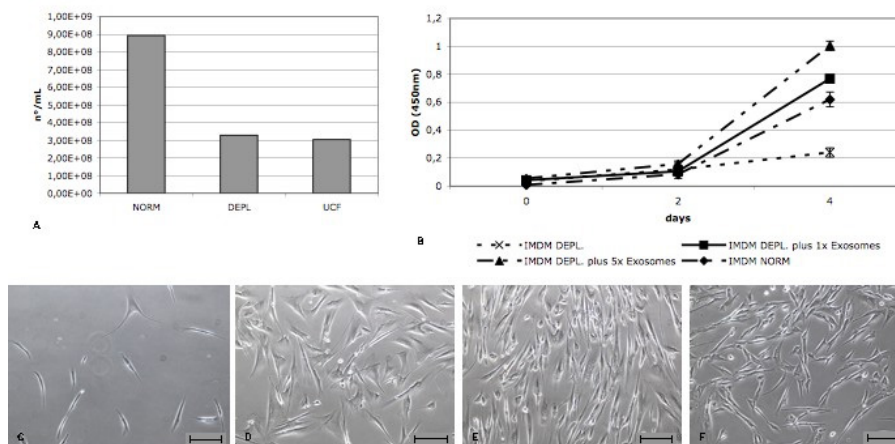 1,00E+09
9,00E+08
8,00E+08
7,00E+08
6,00E+08
5,00E+08
4,00E+08
3,00E+08
2,00E+08
1,00E+08
0,00E+00
n°/mL
NORM DEPL UCF
A
1,2
1
0,8
0,6
0,4
0,2
0
OD (450nm)
0 2 4
days
B
IMDM DEPL. IMDM DEPL. plus 1x Exosomes
IMDM DEPL. plus 5x Exosomes IMDM NORM
C D E F